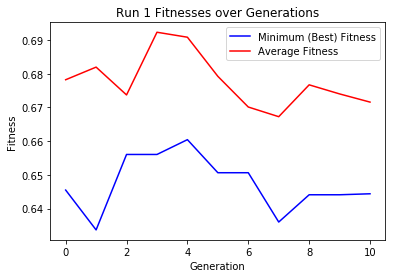 Run 1 Fitnesses over Generations
Minimum (Best) Fitness
Average Fitness
Fitness
0.69
0.68
0.67
0.66
0.65
0.64
0
2
4
6
8
10
Generation